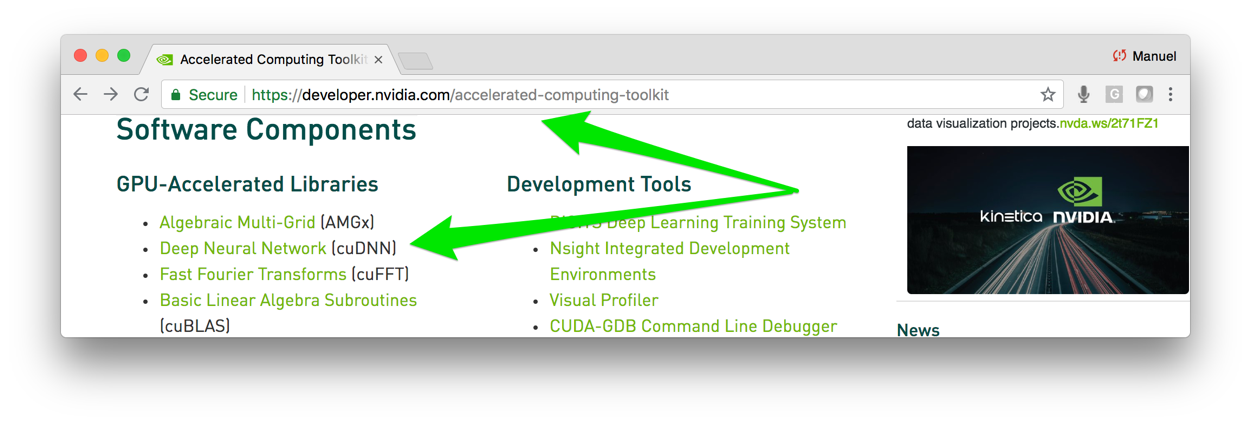 Accelerated Computing Toolkit
Manuel
Secure
https://developer.nvidia.com/accelerated-computing-toolkit
G
Software Components
GPU-Accelerated Libraries
• Algebraic Multi-Grid (AMGx)
• Deep Neural Network (cuDNN)
• Fast Fourier Transforms (cuFFT)
• Basic Linear Algebra Subroutines
(cuBLAS)
Development Tools
Deep Learning Training System
• Nsight Integrated Development
Environments
• Visual Profiler
• CUDA-GDB Command Line Debugger
data visualization projects.nvda.ws/2t71FZ1
kinetica NVIDIA.
News